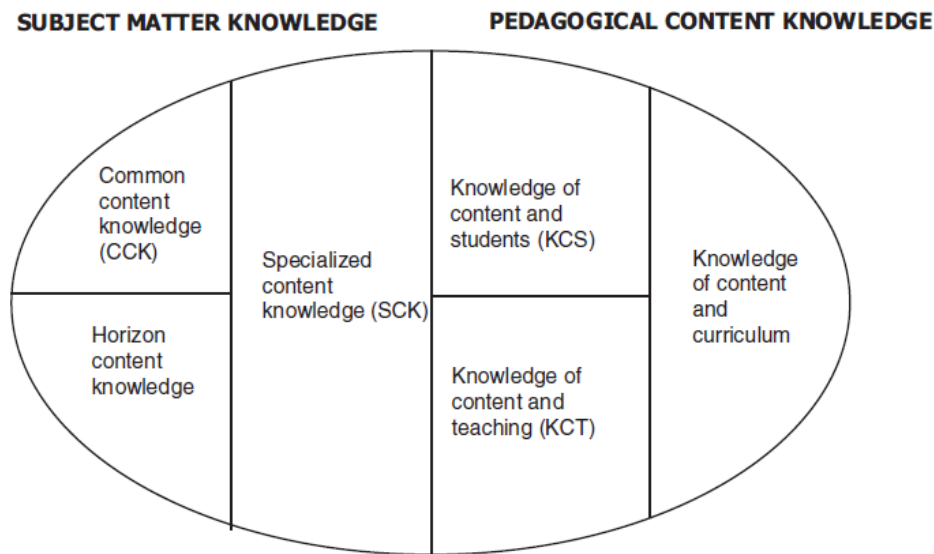 SUBJECT MATTER KNOWLEDGE
PEDAGOGICAL CONTENT KNOWLEDGE
Common
content
knowledge
(CCK)
Horizon
content
knowledge
Specialized
content
knowledge (SCK)
Knowledge of
content and
students (KCS)
Knowledge of
content and
teaching (KCT)
Knowledge
of content
and
curriculum